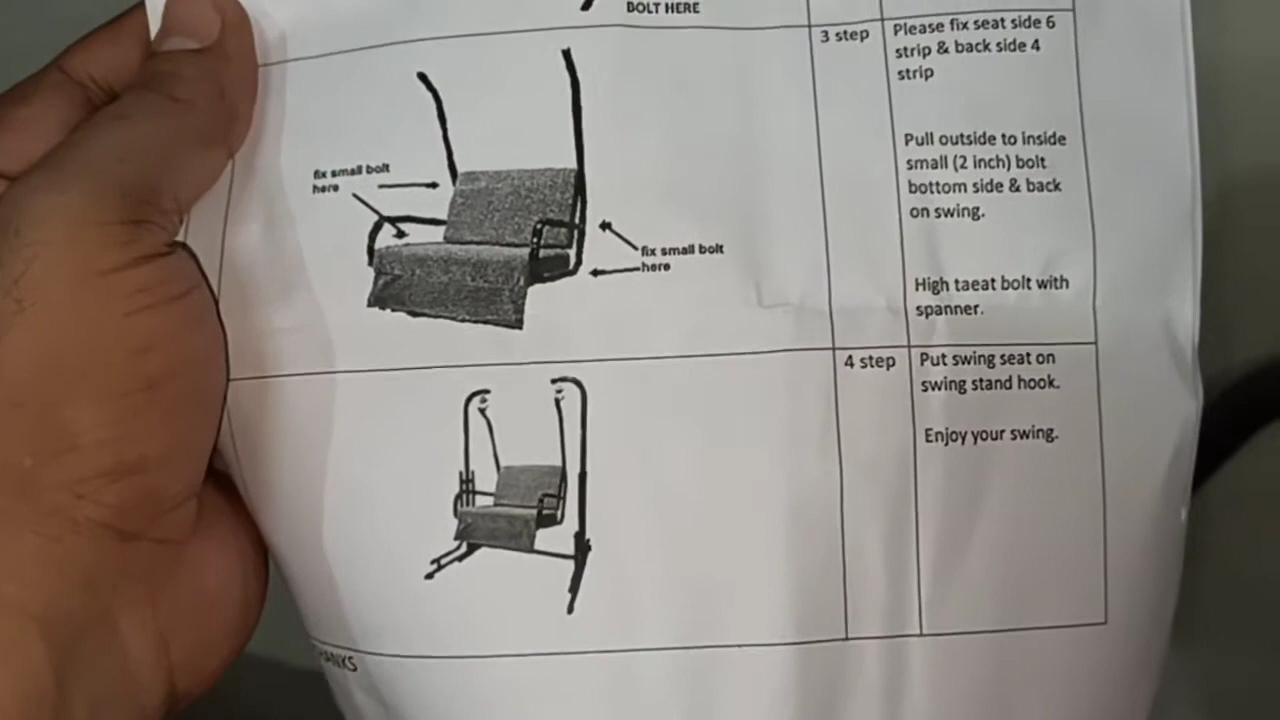 BOLT HERE
3 step
Please fix seat side 6
strip & back side 4
strip
Pull outside to inside
small (2 inch) bolt
bottom side & back
on swing.
High taeat bolt with
spanner.
fix small bolt
here
fix small bolt
here
4 step
Put swing seat on
swing stand hook.
Enjoy your swing.